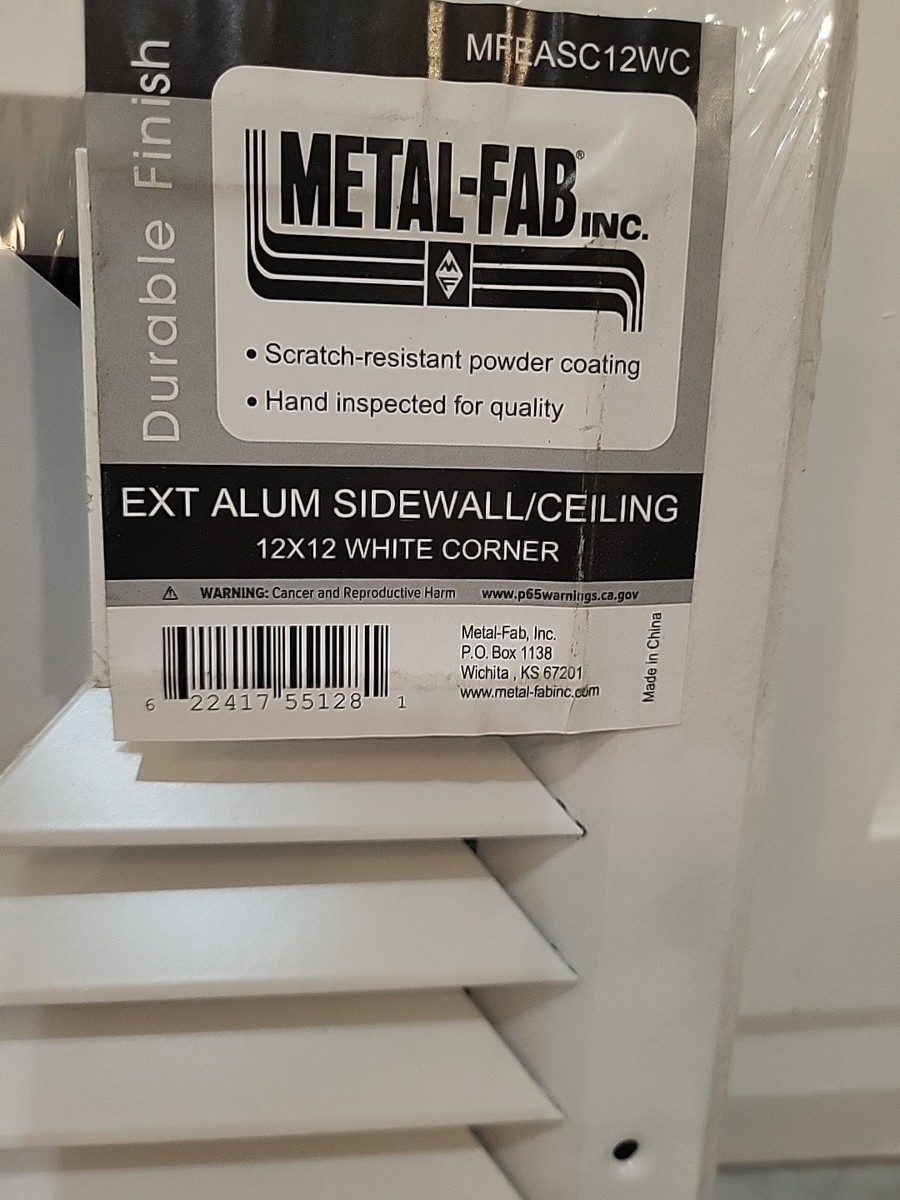 MFEASC12WC
Durable Finish
METAL-FAB® INC.
• Scratch-resistant powder coating
• Hand inspected for quality
EXT ALUM SIDEWALL/CEILING
12X12 WHITE CORNER
⚠ WARNING: Cancer and Reproductive Harm www.p65warnings.ca.gov
Metal-Fab, Inc.
P.O. Box 1138
Wichita , KS 67201
www.metal-fabinc.com
Made in China
6 22417 55128 1